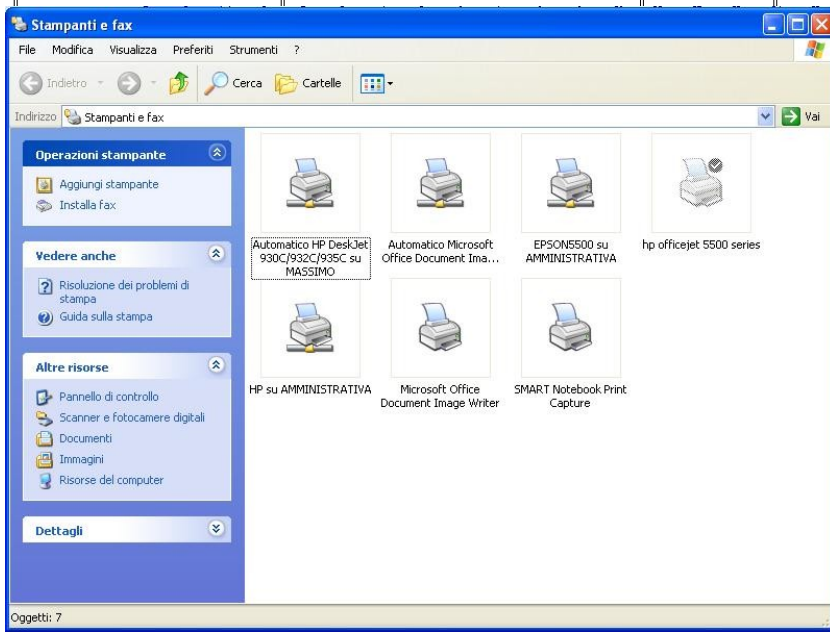 Stampanti e fax
File Modifica Visualizza Preferiti Strumenti ?
Indietro Cerca Cartelle
Indirizzo Stampanti e fax Vai
Operazioni stampante
Aggiungi stampante
Installa fax
Vedere anche
Risoluzione dei problemi di
stampa
Guida sulla stampa
Altre risorse
Pannello di controllo
Scanner e fotocamere digitali
Documenti
Immagini
Risorse del computer
Dettagli
Automatico HP DeskJet
930C/932C/935C su
MASSIMO
Automatico Microsoft
Office Document Ima...
EPSON5500 su
AMMINISTRATIVA
hp officejet 5500 series
HP su AMMINISTRATIVA
Microsoft Office
Document Image Writer
SMART Notebook Print
Capture
Oggetti: 7